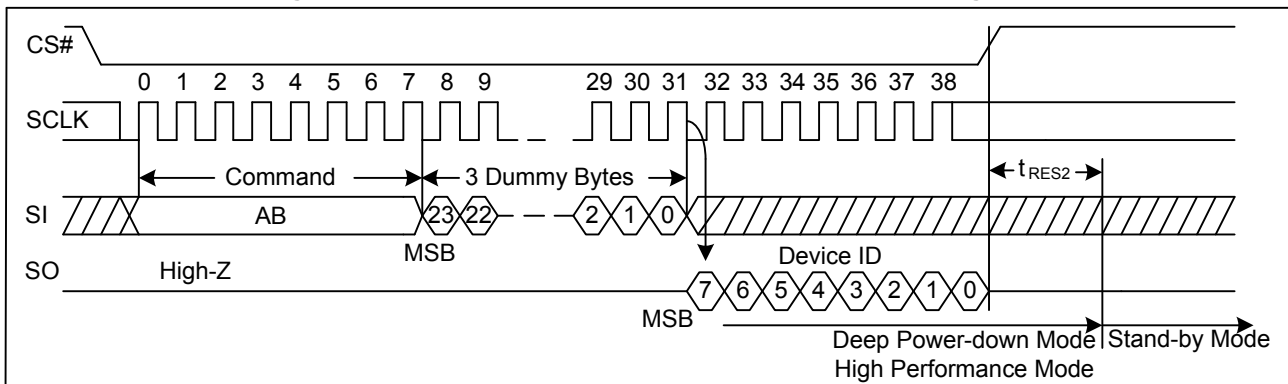 CS#
0 1 2 3 4 5 6 7 8 9 29 30 31 32 33 34 35 36 37 38
SCLK
Command 3 Dummy Bytes tRES2
SI AB 23 22 2 1 0
MSB
SO High-Z Device ID
7 6 5 4 3 2 1 0
MSB
Deep Power-down Mode Stand-by Mode
High Performance Mode